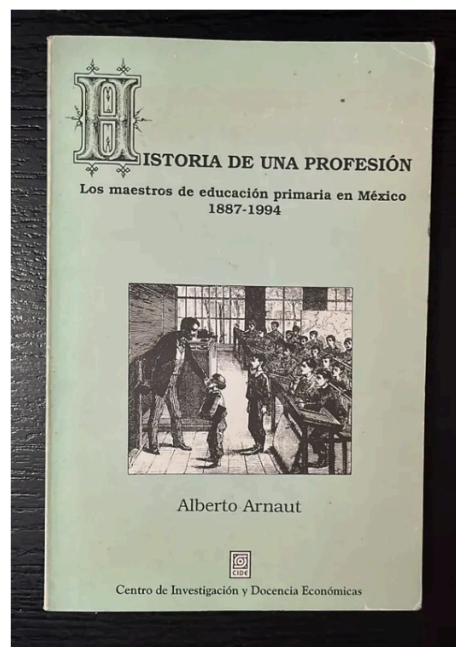 HISTORIA DE UNA PROFESIÓN
Los maestros de educación primaria en México
1887-1994
Alberto Arnaut
CIDE
Centro de Investigación y Docencia Económicas